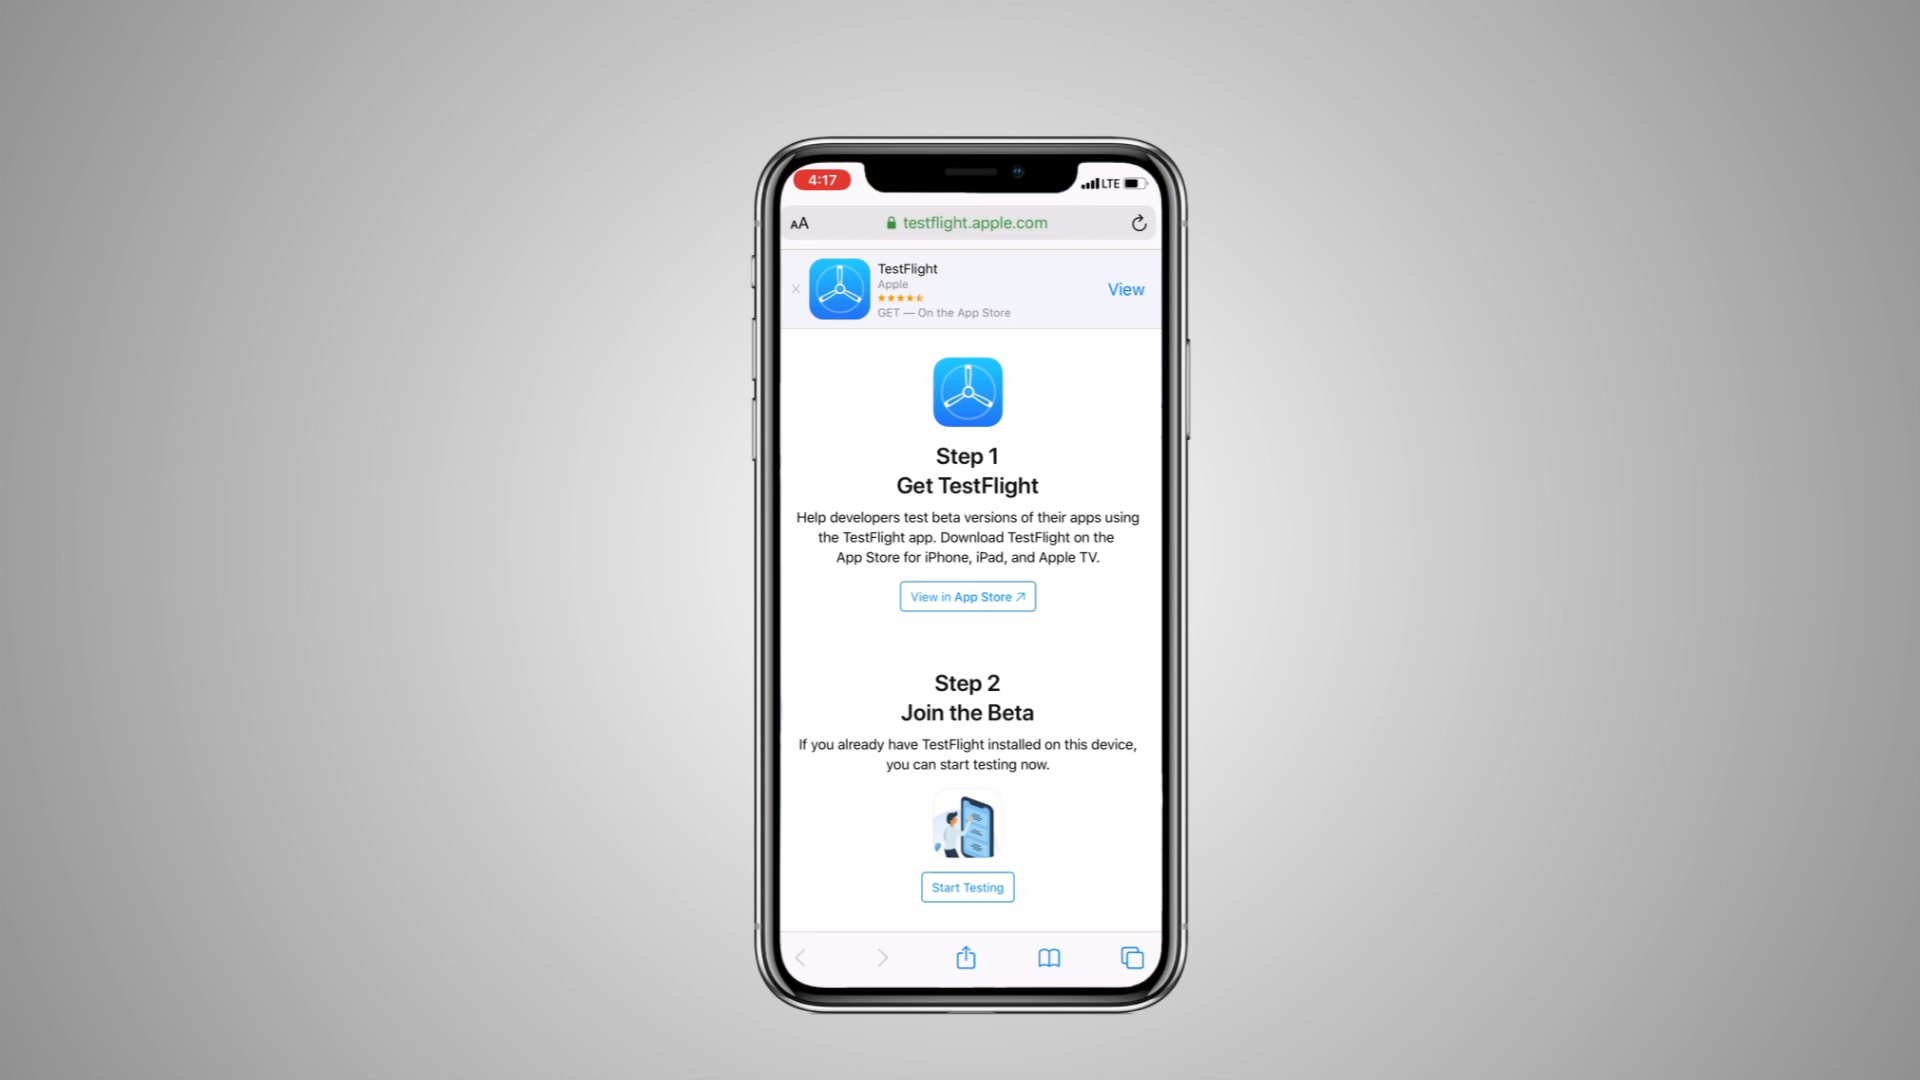 4:17
LTE
AA
testflight.apple.com
TestFlight
Apple
GET — On the App Store
View
Step 1
Get TestFlight
Help developers test beta versions of their apps using
the TestFlight app. Download TestFlight on the
App Store for iPhone, iPad, and Apple TV.
View in App Store
Step 2
Join the Beta
If you already have TestFlight installed on this device,
you can start testing now.
Start Testing